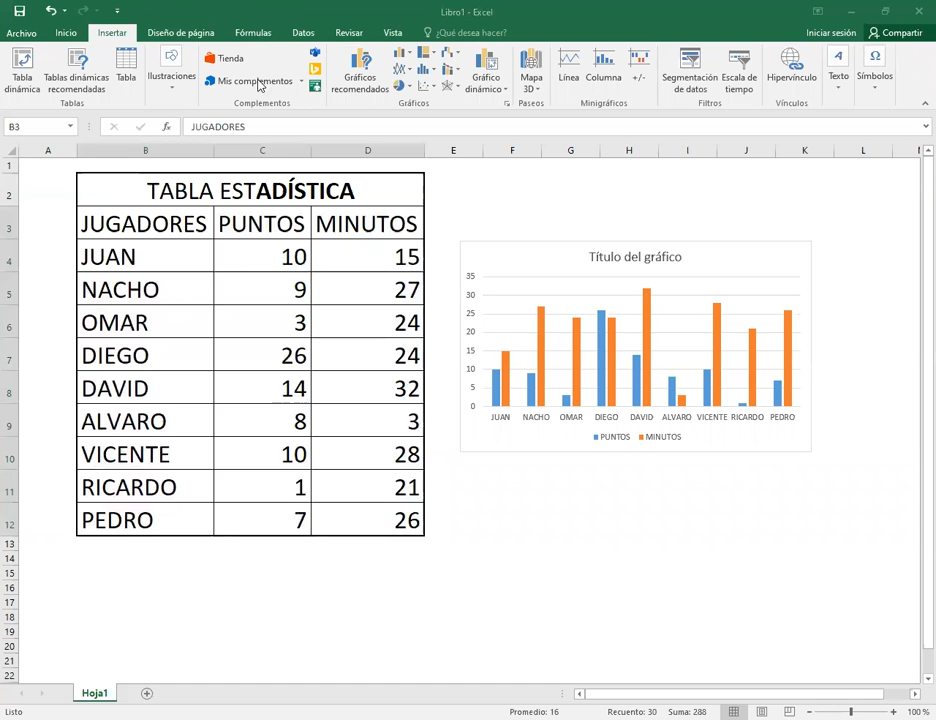 Libro1 - Excel
Archivo Inicio Insertar Diseño de página Fórmulas Datos Revisar Vista ¿Qué desea hacer? Iniciar sesión Compartir
Tabla dinámica
Tablas dinámicas recomendadas
Tabla
Tablas
Ilustraciones
Tienda
Mis complementos
Complementos
Gráficos recomendados
Gráfico dinámico
Gráficos
Mapa 3D
Paseos
Línea
Columna
+/-
Minigráficos
Segmentación de datos
Escala de tiempo
Filtros
Hipervínculo
Vínculos
Texto
Símbolos
B3 fx JUGADORES
A B C D E F G H I J K L
1
2 TABLA ESTADÍSTICA
3 JUGADORES PUNTOS MINUTOS
4 JUAN 10 15
5 NACHO 9 27
6 OMAR 3 24
7 DIEGO 26 24
8 DAVID 14 32
9 ALVARO 8 3
10 VICENTE 10 28
11 RICARDO 1 21
12 PEDRO 7 26
13
14
15
16
17
18
19
20
21
22
Título del gráfico
35
30
25
20
15
10
5
0
JUAN NACHO OMAR DIEGO DAVID ALVARO VICENTE RICARDO PEDRO
PUNTOS MINUTOS
Hoja1
Listo Promedio: 16 Recuento: 30 Suma: 288 100 %